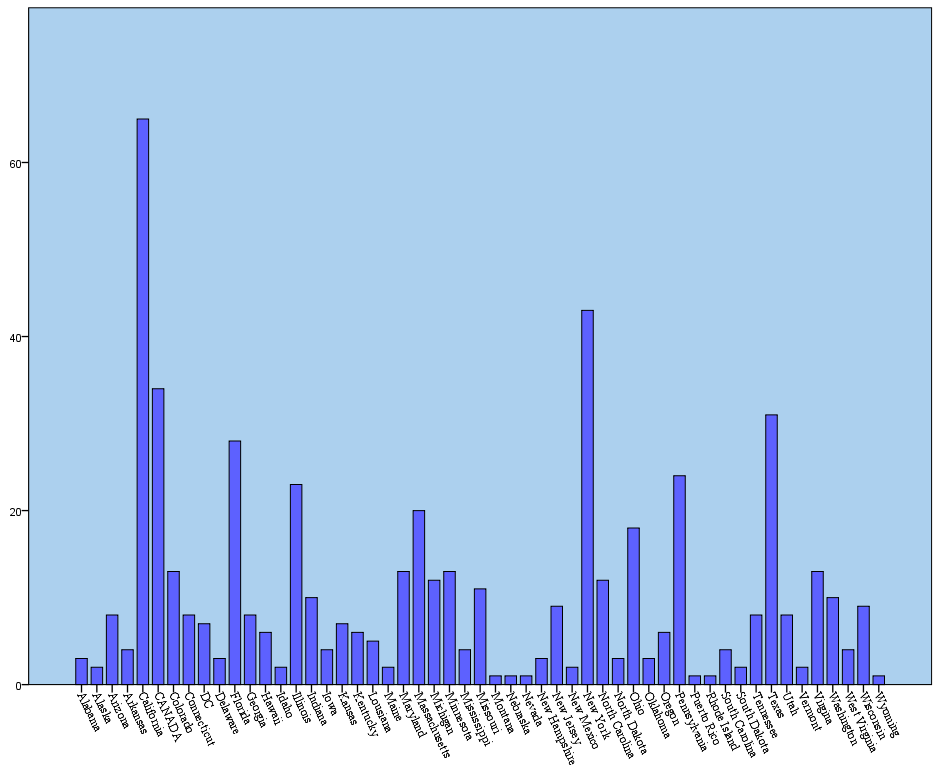 60
40
20
0
Alabama
Alaska
Arizona
Arkansas
California
CANADA
Colorado
Connecticut
DC
Delaware
Florida
Georgia
Hawaii
Idaho
Illinois
Indiana
Iowa
Kansas
Kentucky
Louisiana
Maine
Maryland
Massachusetts
Michigan
Minnesota
Mississippi
Missouri
Montana
Nebraska
Nevada
New Hampshire
New Jersey
New Mexico
New York
North Carolina
North Dakota
Ohio
Oklahoma
Oregon
Pennsylvania
Puerto Rico
Rhode Island
South Carolina
South Dakota
Tennessee
Texas
Utah
Vermont
Virginia
Washington
West Virginia
Wisconsin
Wyoming